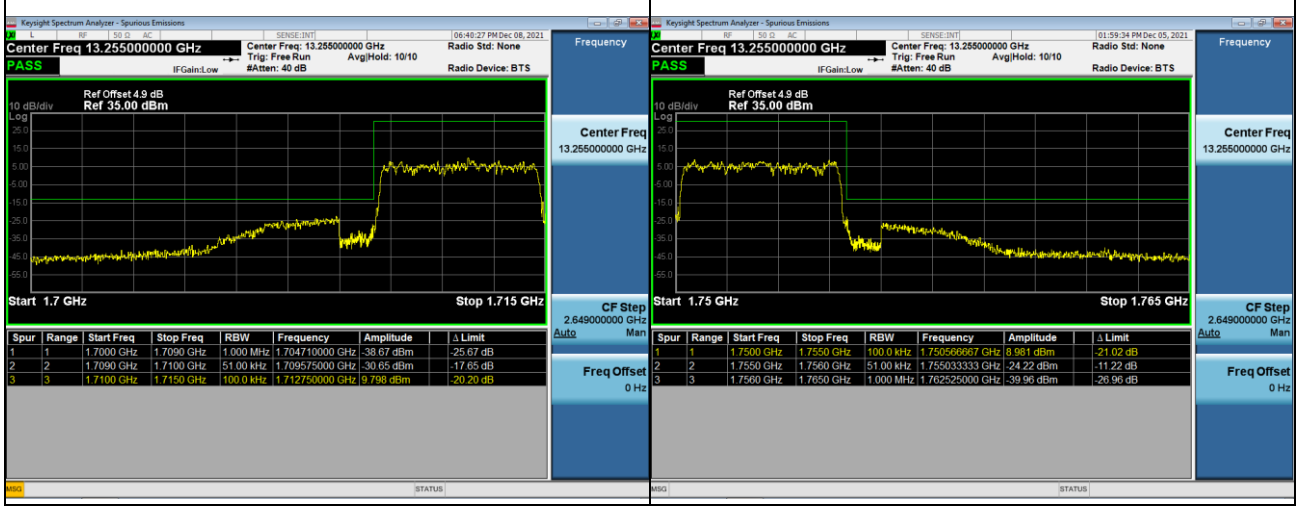 Keysight Spectrum Analyzer - Spurious Emissions
L RF 50 Ω AC SENSE:INT 06:40:27 PM Dec 08, 2021
Center Freq 13.255000000 GHz Center Freq: 13.255000000 GHz Radio Std: None Frequency
Trig: Free Run Avg|Hold: 10/10
PASS IFGain:Low #Atten: 40 dB Radio Device: BTS
Ref Offset 4.9 dB
10 dB/div Ref 35.00 dBm
Log
25.0
15.0
5.00
-5.00
-15.0
-25.0
-35.0
-45.0
-55.0
Start 1.7 GHz Stop 1.715 GHz
Spur Range Start Freq Stop Freq RBW Frequency Amplitude Δ Limit
1 1 1.7000 GHz 1.7090 GHz 1.000 MHz 1.704710000 GHz -38.67 dBm -25.67 dB
2 2 1.7090 GHz 1.7100 GHz 51.00 kHz 1.709575000 GHz -30.65 dBm -17.65 dB
3 3 1.7100 GHz 1.7150 GHz 100.0 kHz 1.712750000 GHz 9.798 dBm -20.20 dB
Center Freq
13.255000000 GHz
CF Step
2.649000000 GHz
Auto Man
Freq Offset
0 Hz
MSG STATUS
Keysight Spectrum Analyzer - Spurious Emissions
RF 50 Ω AC SENSE:INT 01:59:34 PM Dec 05, 2021
Center Freq 13.255000000 GHz Center Freq: 13.255000000 GHz Radio Std: None Frequency
Trig: Free Run Avg|Hold: 10/10
PASS IFGain:Low #Atten: 40 dB Radio Device: BTS
Ref Offset 4.9 dB
10 dB/div Ref 35.00 dBm
Log
25.0
15.0
5.00
-5.00
-15.0
-25.0
-35.0
-45.0
-55.0
Start 1.75 GHz Stop 1.765 GHz
Spur Range Start Freq Stop Freq RBW Frequency Amplitude Δ Limit
1 1 1.7500 GHz 1.7550 GHz 100.0 kHz 1.750566667 GHz 8.981 dBm -21.02 dB
2 2 1.7550 GHz 1.7560 GHz 51.00 kHz 1.755033333 GHz -24.22 dBm -11.22 dB
3 3 1.7560 GHz 1.7650 GHz 1.000 MHz 1.762525000 GHz -39.96 dBm -26.96 dB
Center Freq
13.255000000 GHz
CF Step
2.649000000 GHz
Auto Man
Freq Offset
0 Hz
MSG STATUS